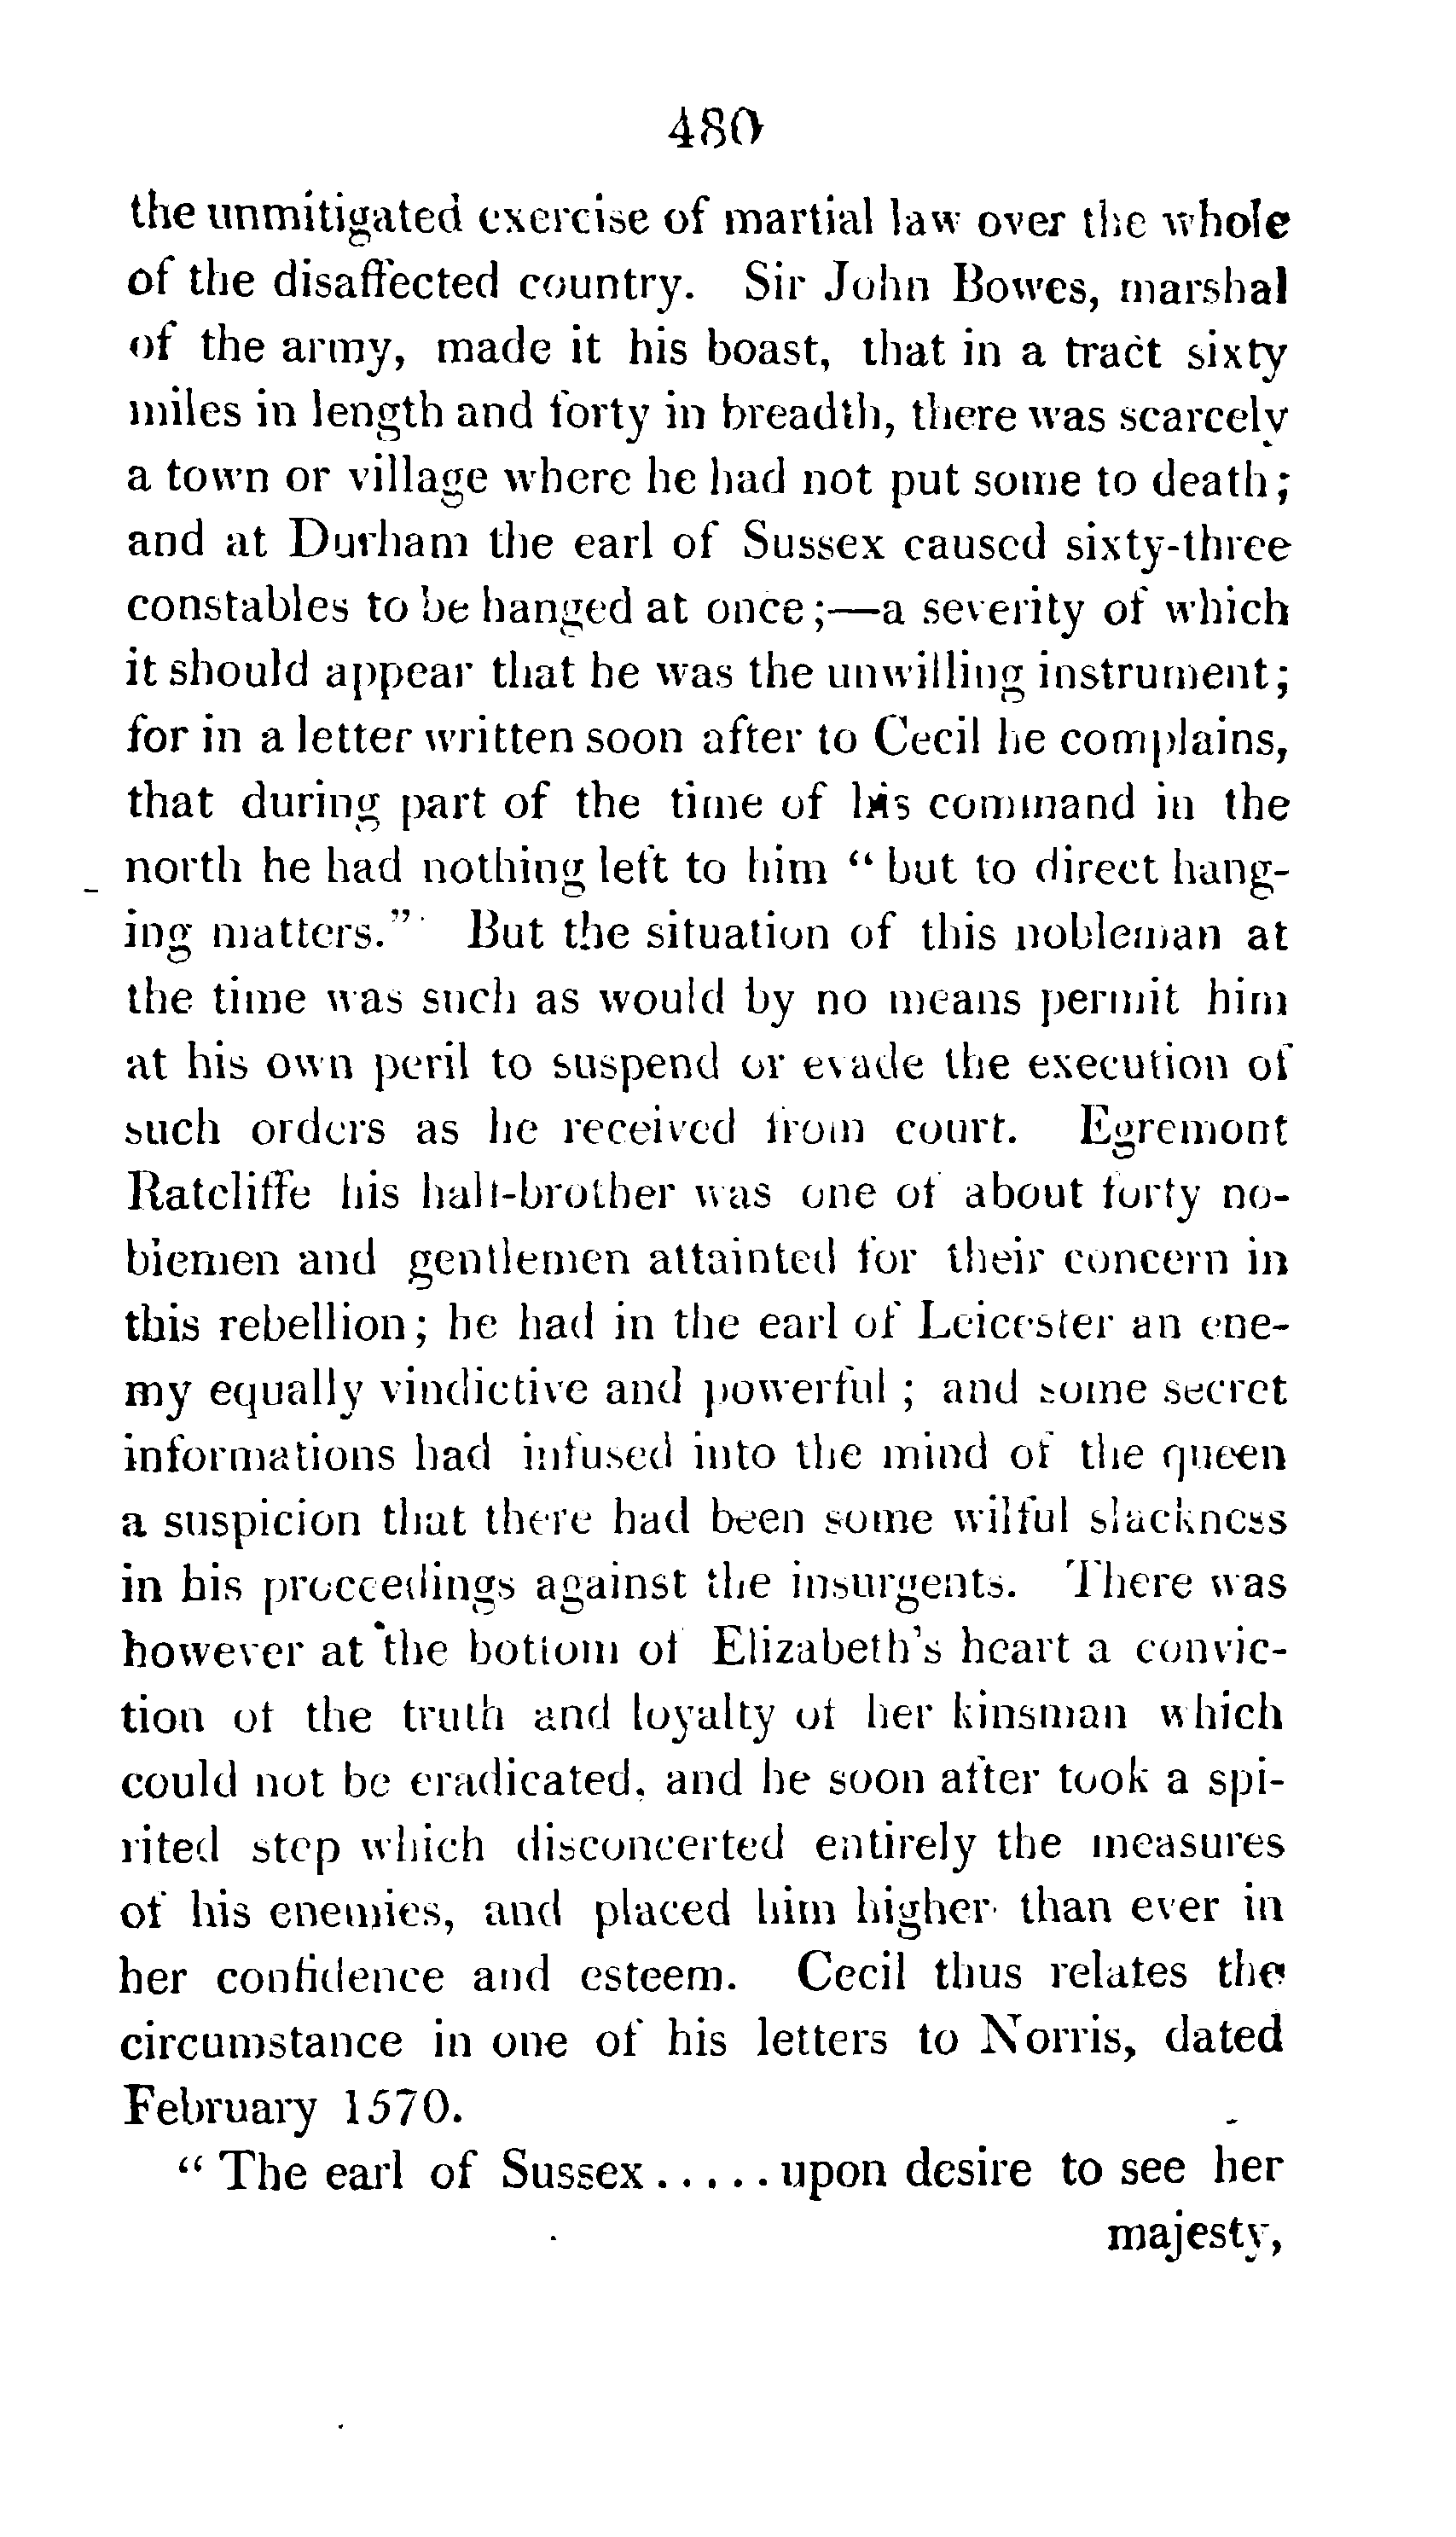 480
the unmitigated exercise of martial law over the whole
of the disaffected country. Sir John Bowes, marshal
of the army, made it his boast, that in a tract sixty
miles in length and forty in breadth, there was scarcely
a town or village where he had not put some to death;
and at Durham the earl of Sussex caused sixty-three
constables to be hanged at once;—a severity of which
it should appear that he was the unwilling instrument;
for in a letter written soon after to Cecil he complains,
that during part of the time of his command in the
north he had nothing left to him “ but to direct hang-
ing matters.” But the situation of this nobleman at
the time was such as would by no means permit him
at his own peril to suspend or evade the execution of
such orders as he received from court. Egremont
Ratcliffe his half-brother was one of about forty no-
blemen and gentlemen attainted for their concern in
this rebellion; he had in the earl of Leicester an ene-
my equally vindictive and powerful ; and some secret
informations had infused into the mind of the queen
a suspicion that there had been some wilful slackness
in his proceedings against the insurgents. There was
however at the bottom of Elizabeth's heart a convic-
tion of the truth and loyalty of her kinsman which
could not be eradicated, and he soon after took a spi-
rited step which disconcerted entirely the measures
of his enemies, and placed him higher than ever in
her confidence and esteem. Cecil thus relates the
circumstance in one of his letters to Norris, dated
February 1570.
“ The earl of Sussex ..... upon desire to see her
majesty,